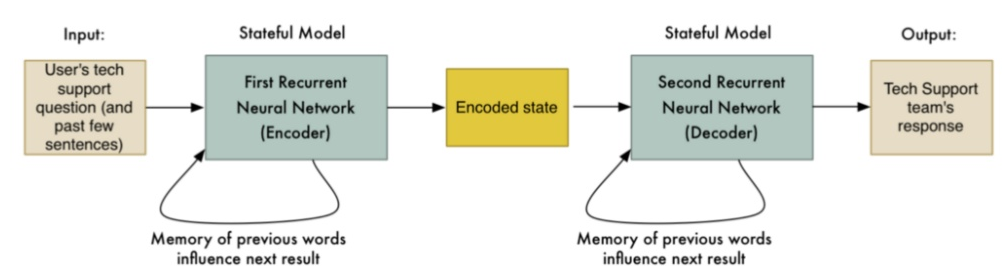 Input:
Stateful Model
Stateful Model
Output:
User's tech
support
question (and
past few
sentences)
First Recurrent
Neural Network
(Encoder)
Encoded state
Second Recurrent
Neural Network
(Decoder)
Tech Support
team's
response
Memory of previous words
influence next result
Memory of previous words
influence next result